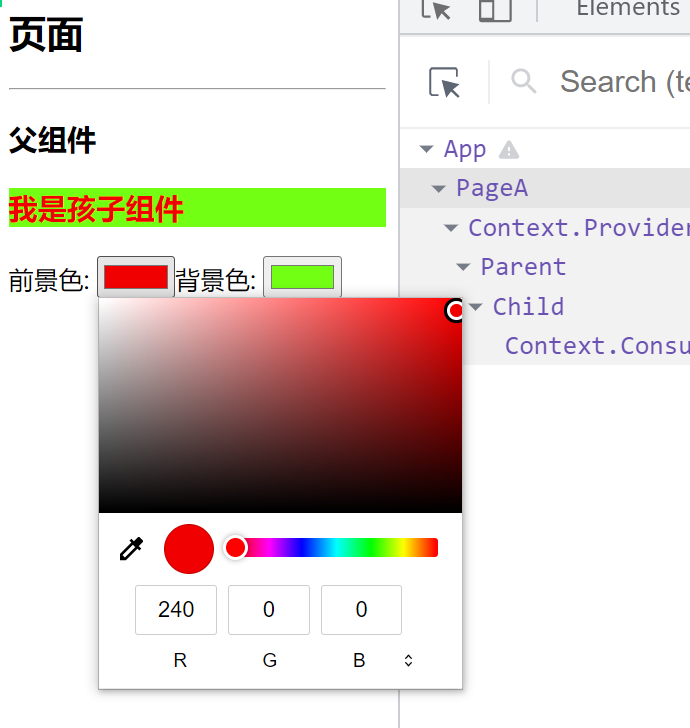 页面
父组件
我是孩子组件
前景色: 背景色:
240 0 0
R G B
Elements
Search (te
App
PageA
Context.Provider
Parent
Child
Context.Consu